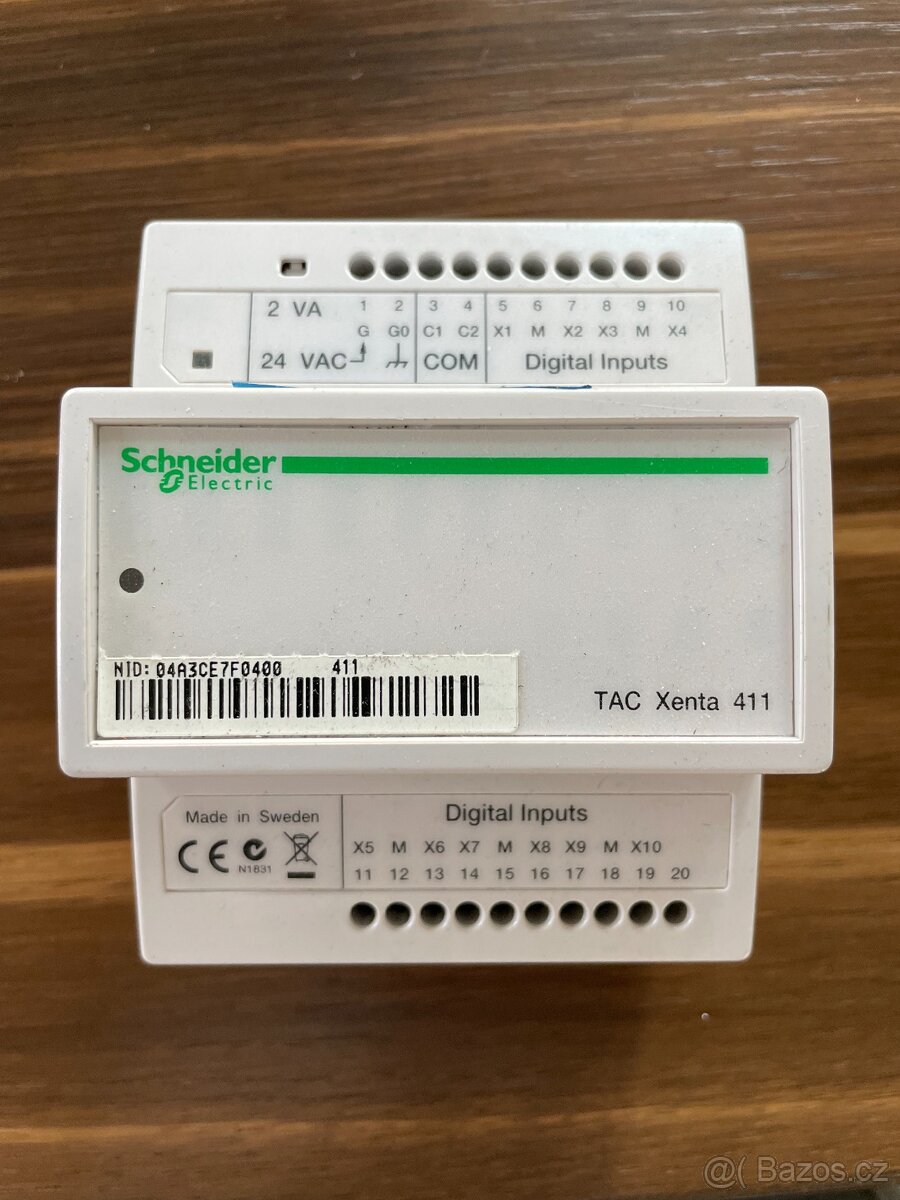 2 VA 1 2 3 4 5 6 7 8 9 10
G G0 C1 C2 X1 M X2 X3 M X4
24 VAC COM Digital Inputs
Schneider
Electric
NID: 04A3CE7F0400 411
TAC Xenta 411
Made in Sweden Digital Inputs
X5 M X6 X7 M X8 X9 M X10
CE N1831 11 12 13 14 15 16 17 18 19 20
@( Bazos.cz